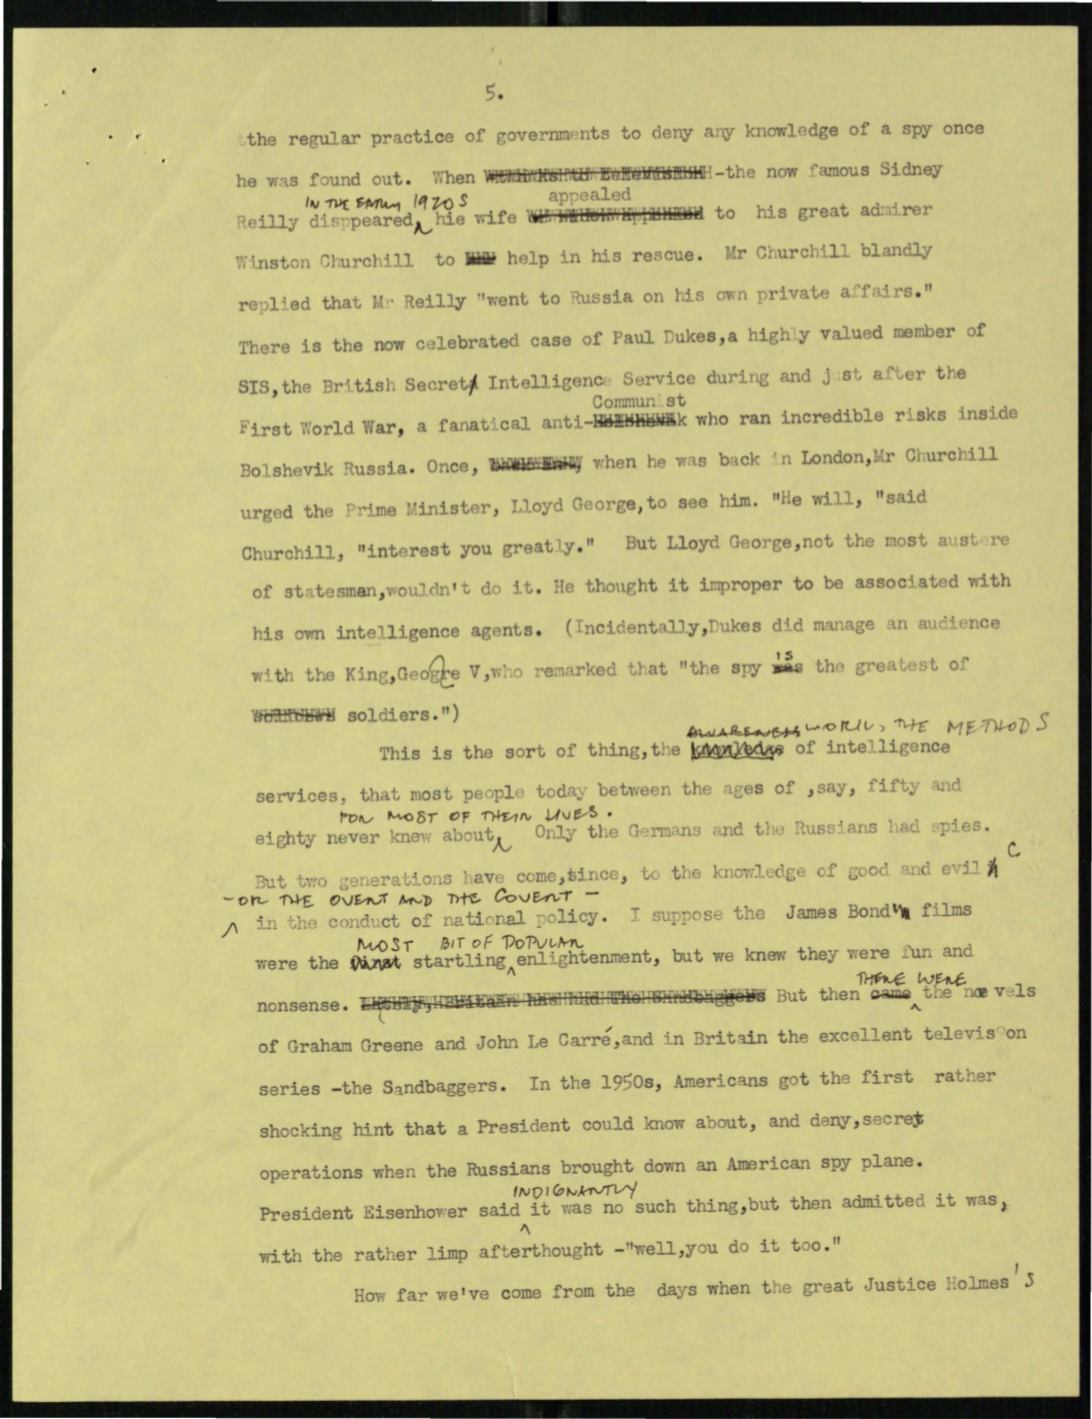 5.
the regular practice of governments to deny any knowledge of a spy once
he was found out. When -the now famous Sidney
IN THE EARLY 1920S appealed
Reilly disppeared, hie wife to his great admirer
Winston Churchill to help in his rescue. Mr Churchill blandly
replied that Mr Reilly "went to Russia on his own private affairs."
There is the now celebrated case of Paul Dukes,a highly valued member of
SIS,the British Secret Intelligence Service during and just after the
Communist
First World War, a fanatical anti- who ran incredible risks inside
Bolshevik Russia. Once, when he was back in London,Mr Churchill
urged the Prime Minister, Lloyd George,to see him. "He will, "said
Churchill, "interest you greatly." But Lloyd George,not the most austere
of statesman,wouldn't do it. He thought it improper to be associated with
his own intelligence agents. (Incidentally,Dukes did manage an audience
IS
with the King,Geogre V,who remarked that "the spy was the greatest of
soldiers.")
AWARENESS WORK, THE METHODS
This is the sort of thing,the knowledge of intelligence
services, that most people today between the ages of ,say, fifty and
FOR MOST OF THEIR LIVES.
eighty never knew about Only the Germans and the Russians had spies.
But two generations have come,since, to the knowledge of good and evil
- OR THE OVERT AND THE COVERT -
in the conduct of national policy. I suppose the James Bond films
MOST BIT OF POPULAR
were the first startling enlightenment, but we knew they were fun and
THERE WERE
nonsense. Lately, Britain has had The Sandbaggers But then came the novels
of Graham Greene and John Le Carré,and in Britain the excellent television
series -the Sandbaggers. In the 1950s, Americans got the first rather
shocking hint that a President could know about, and deny,secret
operations when the Russians brought down an American spy plane.
INDIGNANTLY
President Eisenhower said it was no such thing,but then admitted it was,
with the rather limp afterthought -"well,you do it too."
How far we've come from the days when the great Justice Holmes's